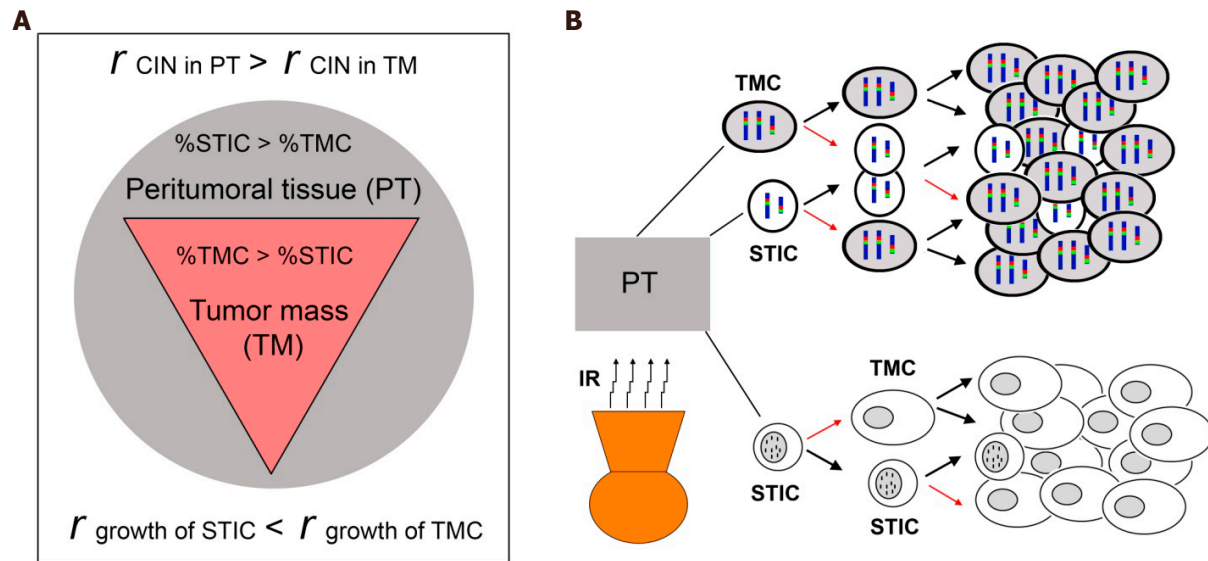 A
r CIN in PT > r CIN in TM
%STIC > %TMC
Peritumoral tissue (PT)
%TMC > %STIC
Tumor mass
(TM)
r growth of STIC < r growth of TMC
B
TMC
STIC
PT
IR
TMC
STIC
STIC